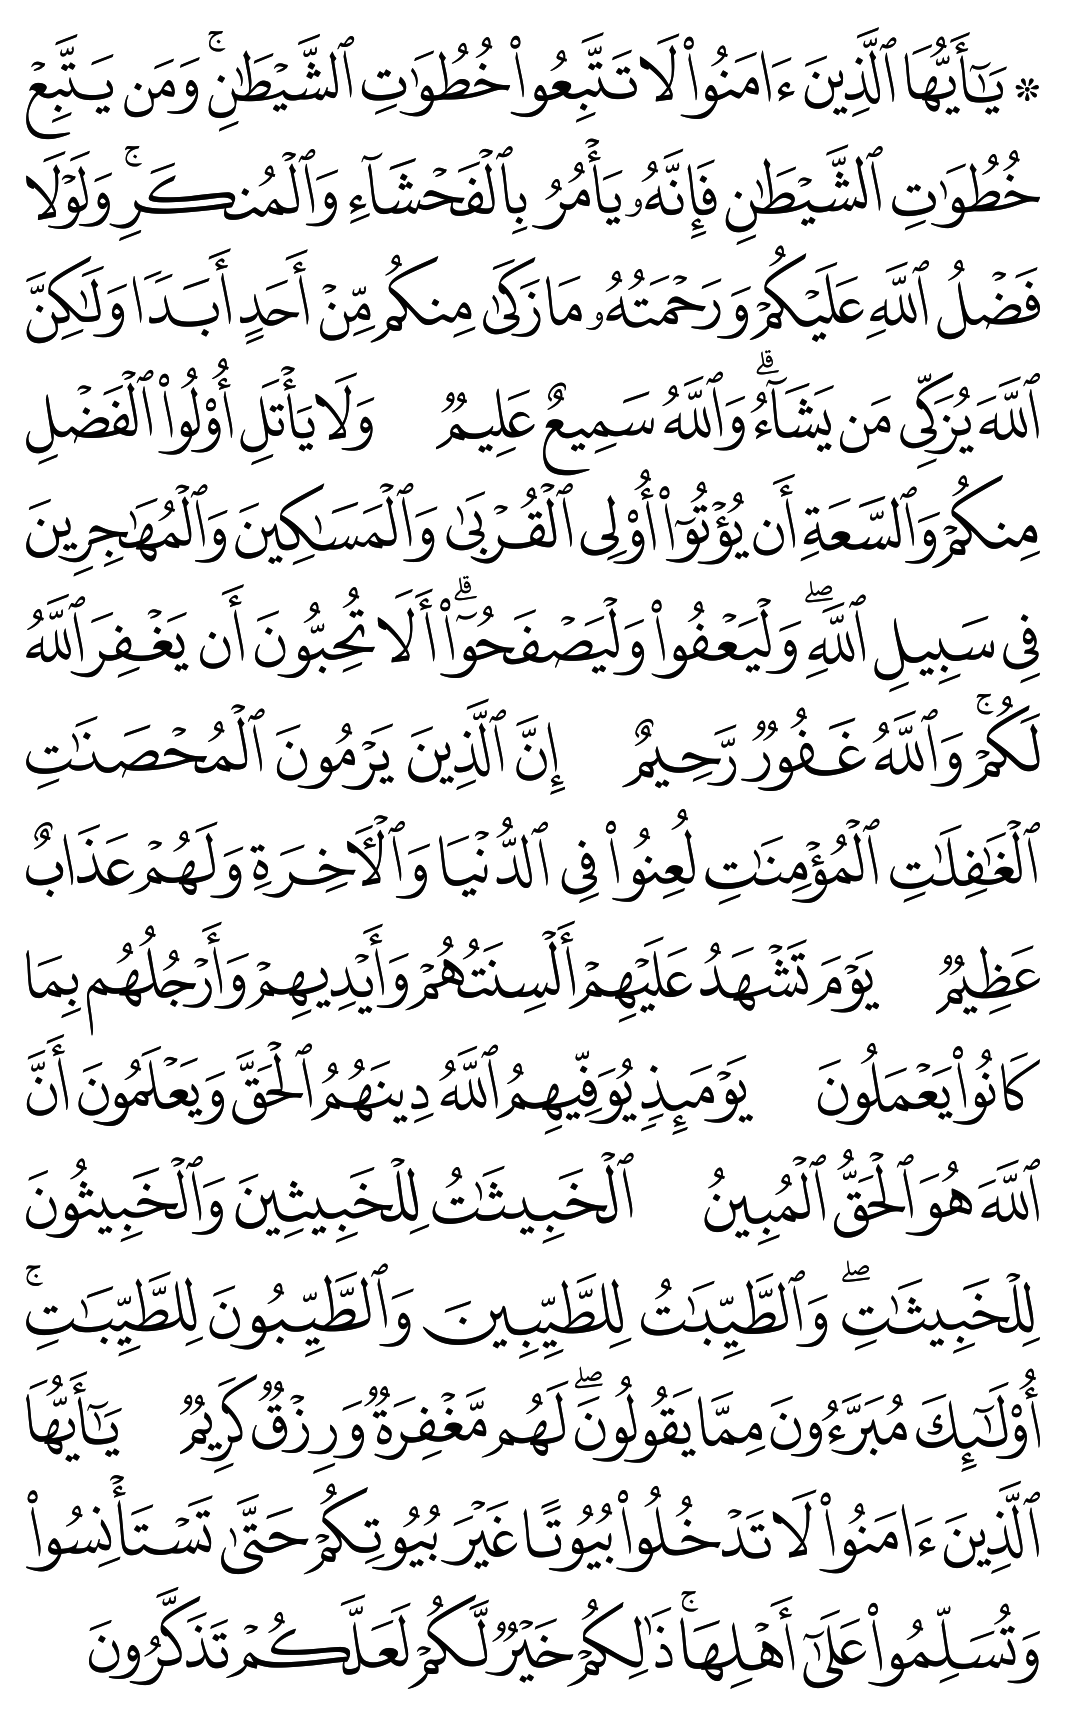 ۞ يَـٰٓأَيُّهَا ٱلَّذِينَ ءَامَنُوا۟ لَا تَتَّبِعُوا۟ خُطُوَٰتِ ٱلشَّيْطَـٰنِ ۚ وَمَن يَتَّبِعْ
خُطُوَٰتِ ٱلشَّيْطَـٰنِ فَإِنَّهُۥ يَأْمُرُ بِٱلْفَحْشَآءِ وَٱلْمُنكَرِ ۚ وَلَوْلَا
فَضْلُ ٱللَّهِ عَلَيْكُمْ وَرَحْمَتُهُۥ مَا زَكَىٰ مِنكُم مِّنْ أَحَدٍ أَبَدًا وَلَـٰكِنَّ
ٱللَّهَ يُزَكِّى مَن يَشَآءُ ۗ وَٱللَّهُ سَمِيعٌ عَلِيمٌ وَلَا يَأْتَلِ أُو۟لُوا۟ ٱلْفَضْلِ
مِنكُمْ وَٱلسَّعَةِ أَن يُؤْتُوٓا۟ أُو۟لِى ٱلْقُرْبَىٰ وَٱلْمَسَـٰكِينَ وَٱلْمُهَـٰجِرِينَ
فِى سَبِيلِ ٱللَّهِ ۖ وَلْيَعْفُوا۟ وَلْيَصْفَحُوٓا۟ ۗ أَلَا تُحِبُّونَ أَن يَغْفِرَ ٱللَّهُ
لَكُمْ ۚ وَٱللَّهُ غَفُورٌ رَّحِيمٌ إِنَّ ٱلَّذِينَ يَرْمُونَ ٱلْمُحْصَنَـٰتِ
ٱلْغَـٰفِلَـٰتِ ٱلْمُؤْمِنَـٰتِ لُعِنُوا۟ فِى ٱلدُّنْيَا وَٱلْـَٔاخِرَةِ وَلَهُمْ عَذَابٌ
عَظِيمٌ يَوْمَ تَشْهَدُ عَلَيْهِمْ أَلْسِنَتُهُمْ وَأَيْدِيهِمْ وَأَرْجُلُهُم بِمَا
كَانُوا۟ يَعْمَلُونَ يَوْمَئِذٍ يُوَفِّيهِمُ ٱللَّهُ دِينَهُمُ ٱلْحَقَّ وَيَعْلَمُونَ أَنَّ
ٱللَّهَ هُوَ ٱلْحَقُّ ٱلْمُبِينُ ٱلْخَبِيثَـٰتُ لِلْخَبِيثِينَ وَٱلْخَبِيثُونَ
لِلْخَبِيثَـٰتِ ۖ وَٱلطَّيِّبَـٰتُ لِلطَّيِّبِينَ وَٱلطَّيِّبُونَ لِلطَّيِّبَـٰتِ ۚ
أُو۟لَـٰٓئِكَ مُبَرَّءُونَ مِمَّا يَقُولُونَ ۖ لَهُم مَّغْفِرَةٌ وَرِزْقٌ كَرِيمٌ يَـٰٓأَيُّهَا
ٱلَّذِينَ ءَامَنُوا۟ لَا تَدْخُلُوا۟ بُيُوتًا غَيْرَ بُيُوتِكُمْ حَتَّىٰ تَسْتَأْنِسُوا۟
وَتُسَلِّمُوا۟ عَلَىٰٓ أَهْلِهَا ۚ ذَٰلِكُمْ خَيْرٌ لَّكُمْ لَعَلَّكُمْ تَذَكَّرُونَ